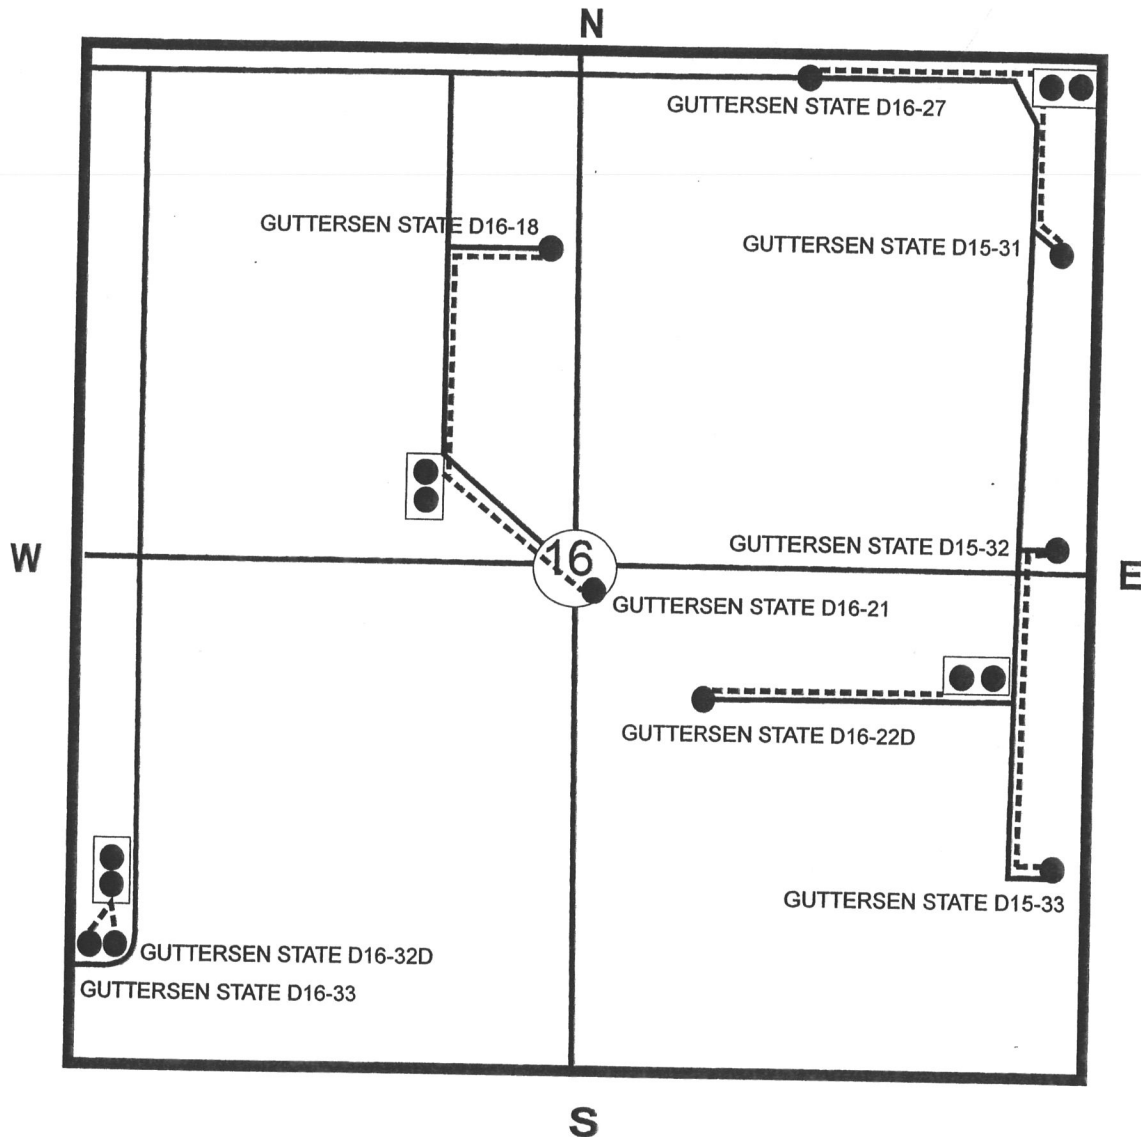 N
GUTTERSEN STATE D16-27
GUTTERSEN STATE D16-18
GUTTERSEN STATE D15-31
W
16
GUTTERSEN STATE D15-32
E
GUTTERSEN STATE D16-21
GUTTERSEN STATE D16-22D
GUTTERSEN STATE D15-33
GUTTERSEN STATE D16-32D
GUTTERSEN STATE D16-33
S